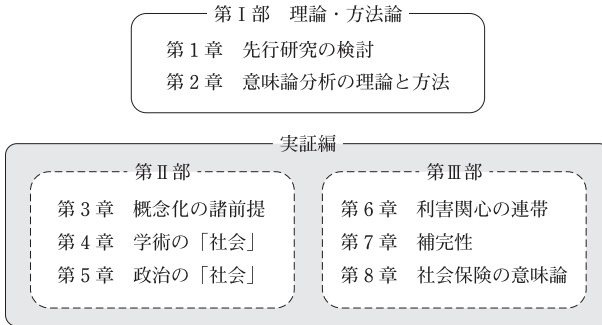 第Ⅰ部　理論・方法論
第１章　先行研究の検討
第２章　意味論分析の理論と方法
実証編
第Ⅱ部
第３章　概念化の諸前提
第４章　学術の「社会」
第５章　政治の「社会」
第Ⅲ部
第６章　利害関心の連帯
第７章　補完性
第８章　社会保険の意味論